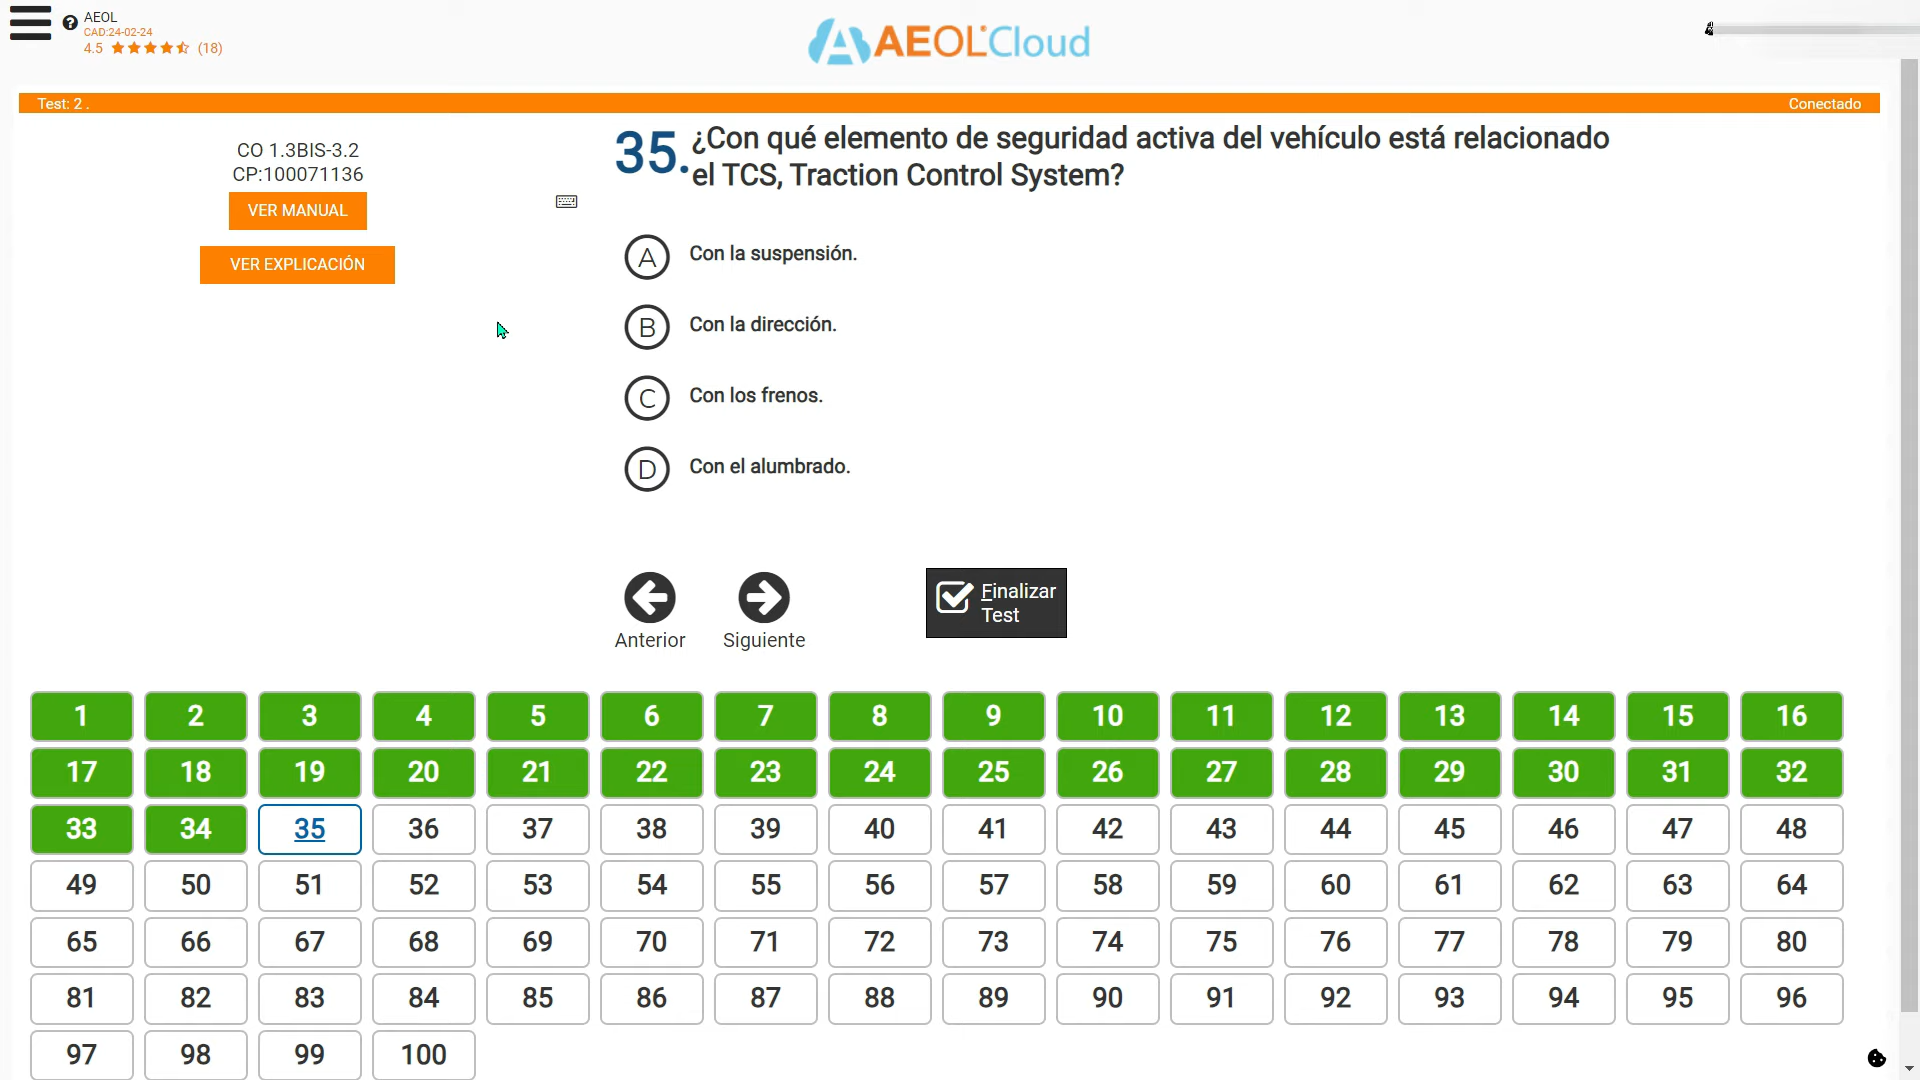 AEOL
CAD:24-02-24
4.5 (18)
AEOL Cloud
Test: 2 .
Conectado
CO 1.3BIS-3.2
CP:100071136
VER MANUAL
VER EXPLICACIÓN
35. ¿Con qué elemento de seguridad activa del vehículo está relacionado
el TCS, Traction Control System?
A Con la suspensión.
B Con la dirección.
C Con los frenos.
D Con el alumbrado.
Anterior
Siguiente
Finalizar
Test
1 2 3 4 5 6 7 8 9 10 11 12 13 14 15 16
17 18 19 20 21 22 23 24 25 26 27 28 29 30 31 32
33 34 35 36 37 38 39 40 41 42 43 44 45 46 47 48
49 50 51 52 53 54 55 56 57 58 59 60 61 62 63 64
65 66 67 68 69 70 71 72 73 74 75 76 77 78 79 80
81 82 83 84 85 86 87 88 89 90 91 92 93 94 95 96
97 98 99 100